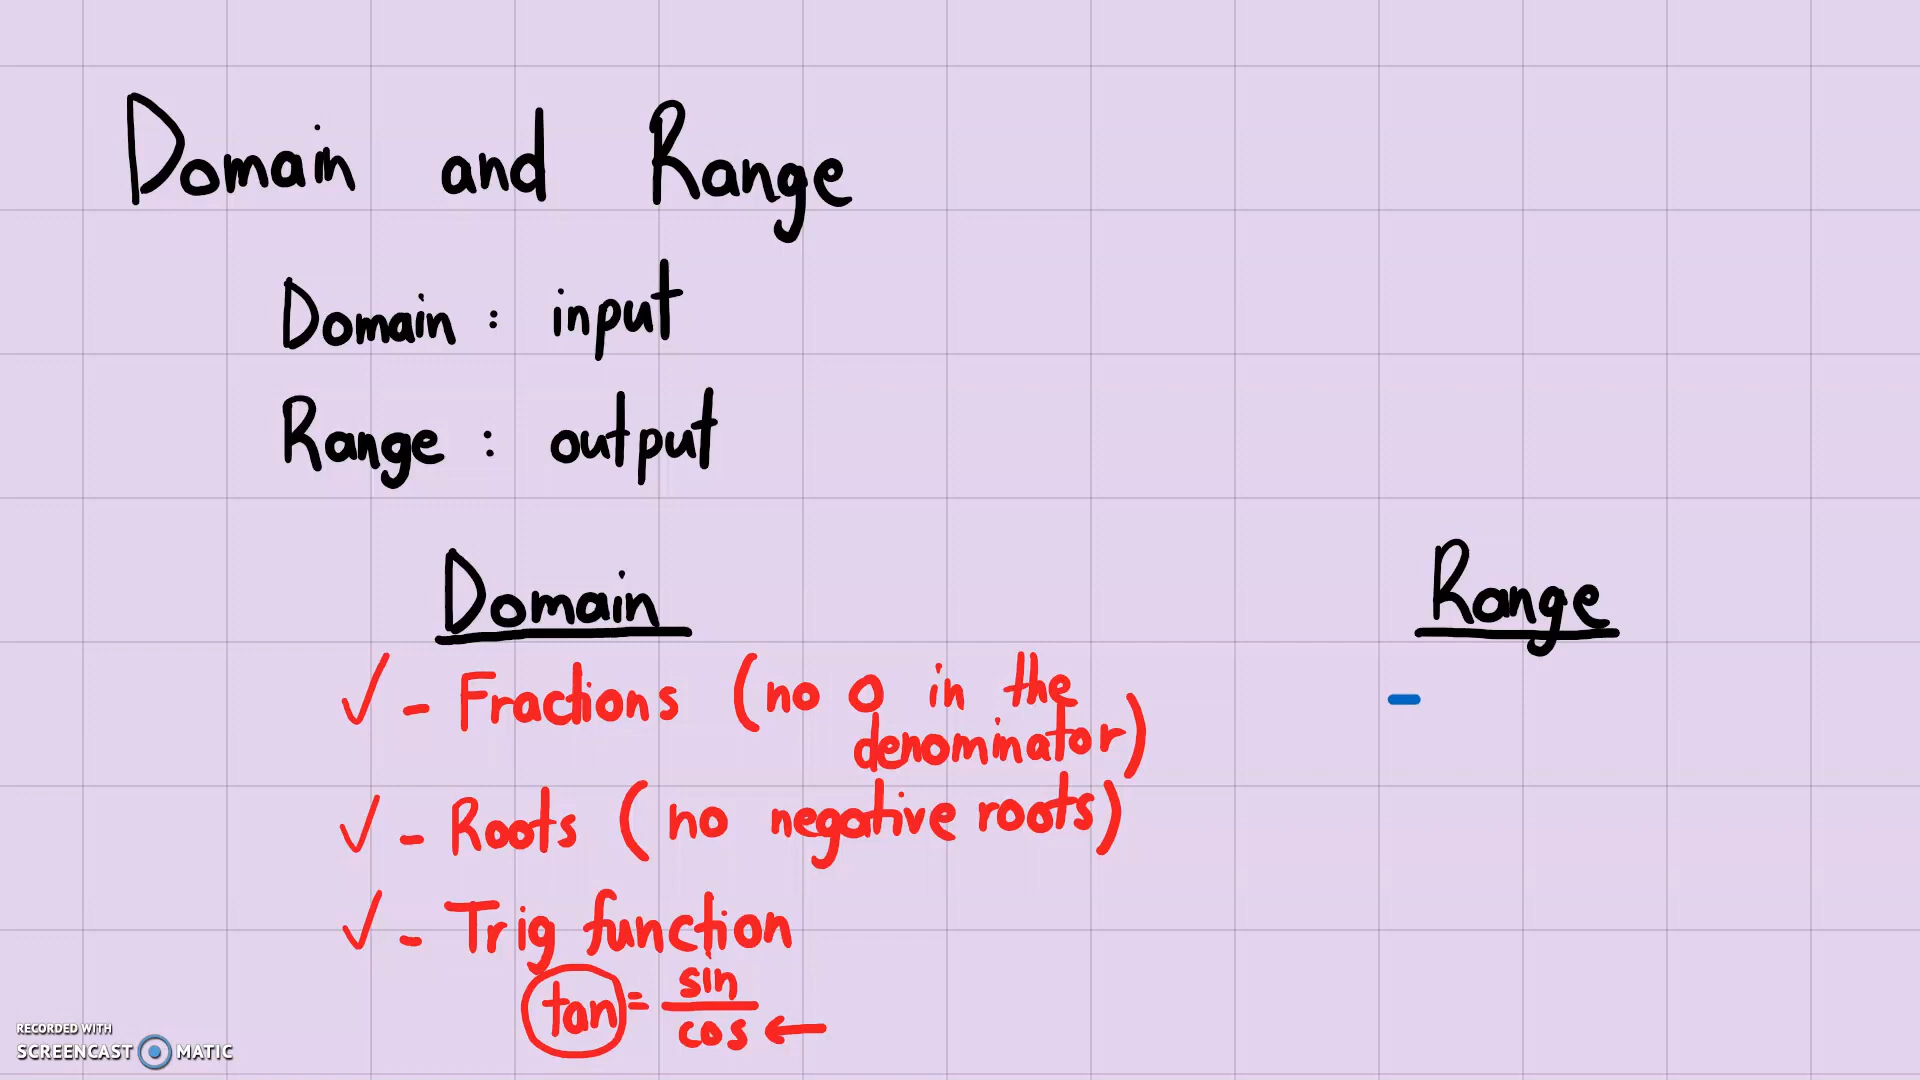 Domain and Range
Domain : input
Range : output
Domain
Range
✓ - Fractions (no 0 in the
denominator)
-
✓ - Roots (no negative roots)
✓ - Trig function
tan = sin/cos ←
RECORDED WITH
SCREENCAST MATIC